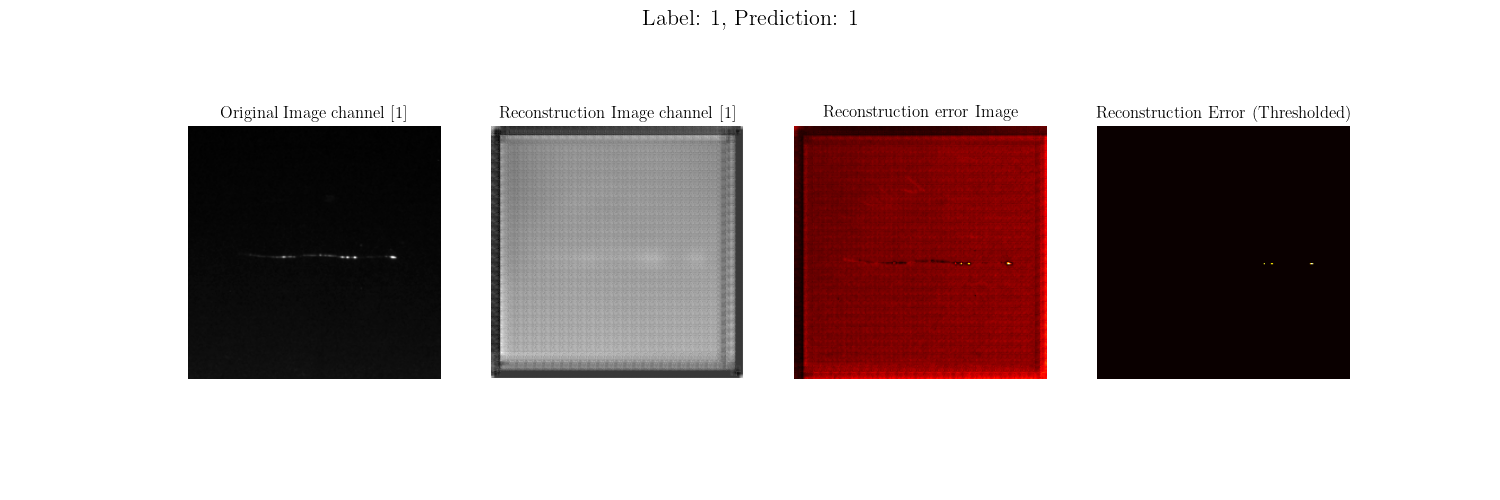 Label: 1, Prediction: 1
Original Image channel [1]
Reconstruction Image channel [1]
Reconstruction error Image
Reconstruction Error (Thresholded)